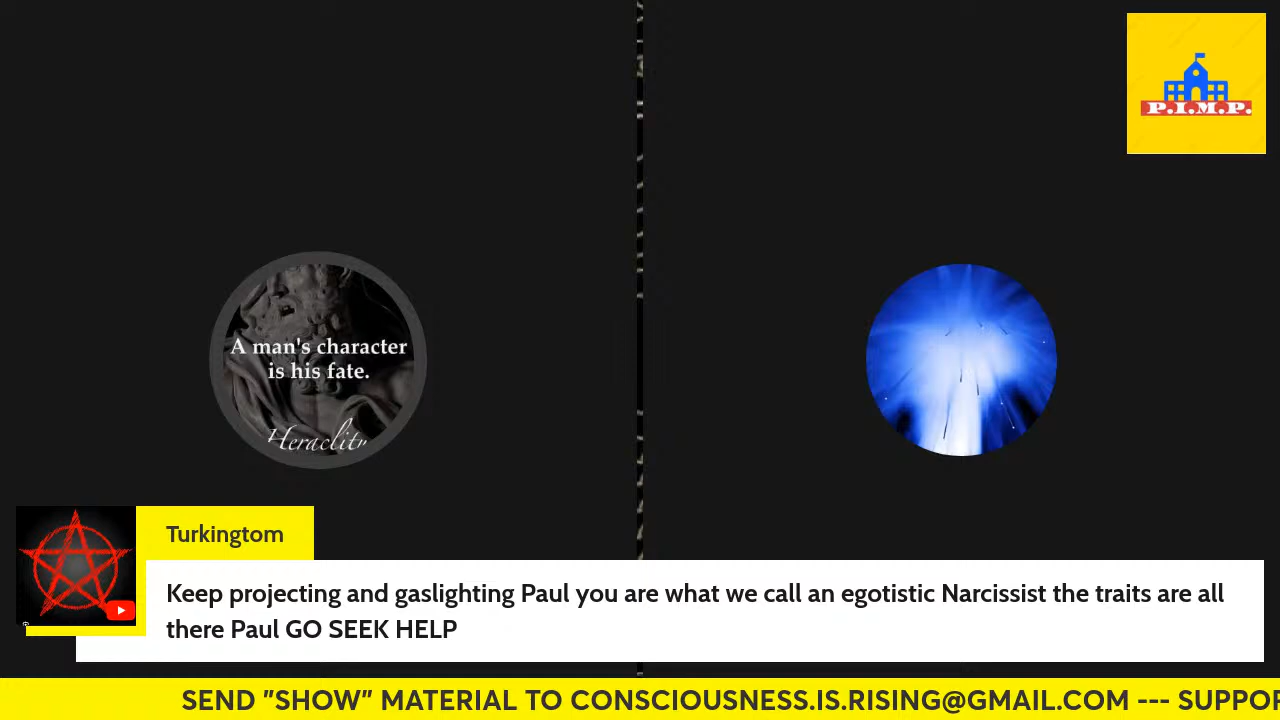 P.I.M.P.
A man's character
is his fate.
Turkingtom
Keep projecting and gaslighting Paul you are what we call an egotistic Narcissist the traits are all
there Paul GO SEEK HELP
SEND "SHOW" MATERIAL TO CONSCIOUSNESS.IS.RISING@GMAIL.COM --- SUPPOR